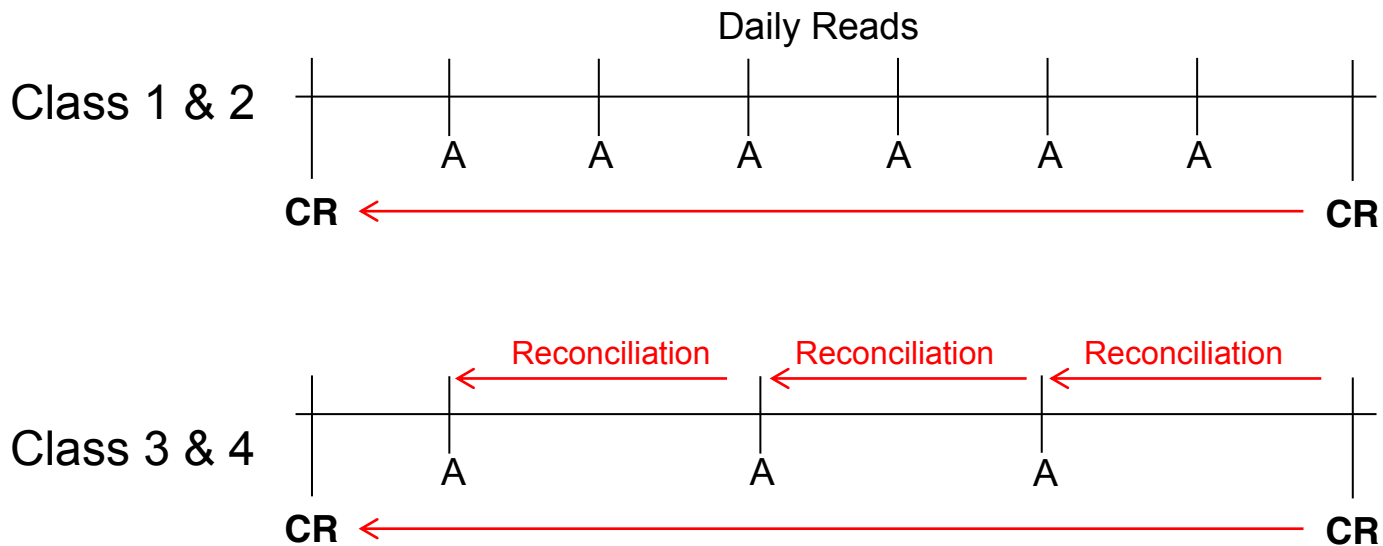 Daily Reads
Class 1 & 2
A A A A A A
CR CR
Reconciliation Reconciliation Reconciliation
Class 3 & 4
A A A
CR CR